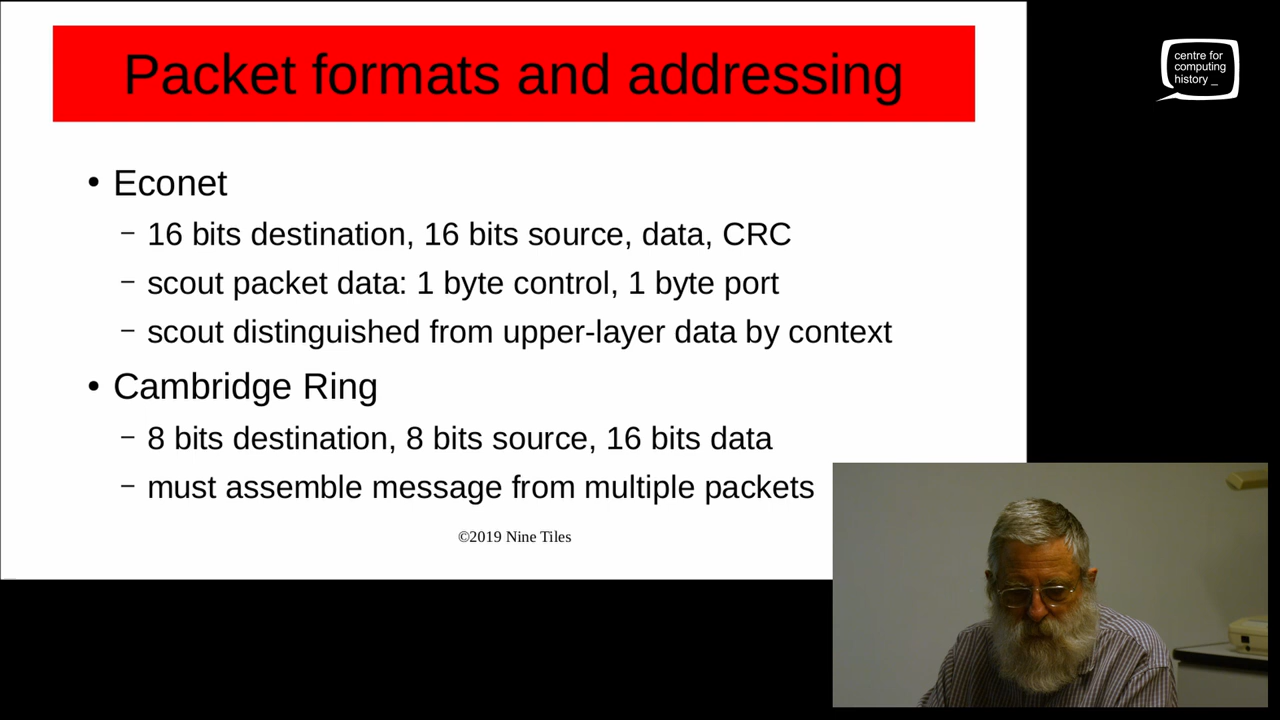 Packet formats and addressing
centre for
computing
history _
• Econet
– 16 bits destination, 16 bits source, data, CRC
– scout packet data: 1 byte control, 1 byte port
– scout distinguished from upper-layer data by context
• Cambridge Ring
– 8 bits destination, 8 bits source, 16 bits data
– must assemble message from multiple packets
©2019 Nine Tiles